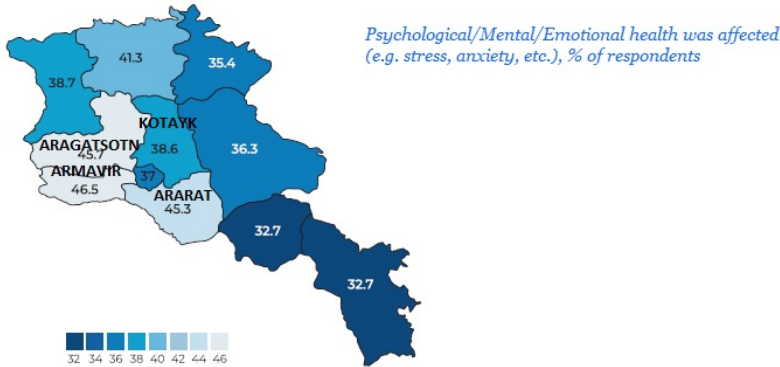 Psychological/Mental/Emotional health was affected
(e.g. stress, anxiety, etc.), % of respondents
41.3
35.4
38.7
KOTAYK
ARAGATSOTN
38.6
36.3
45.7
ARMAVIR
37
46.5
ARARAT
45.3
32.7
32.7
32 34 36 38 40 42 44 46